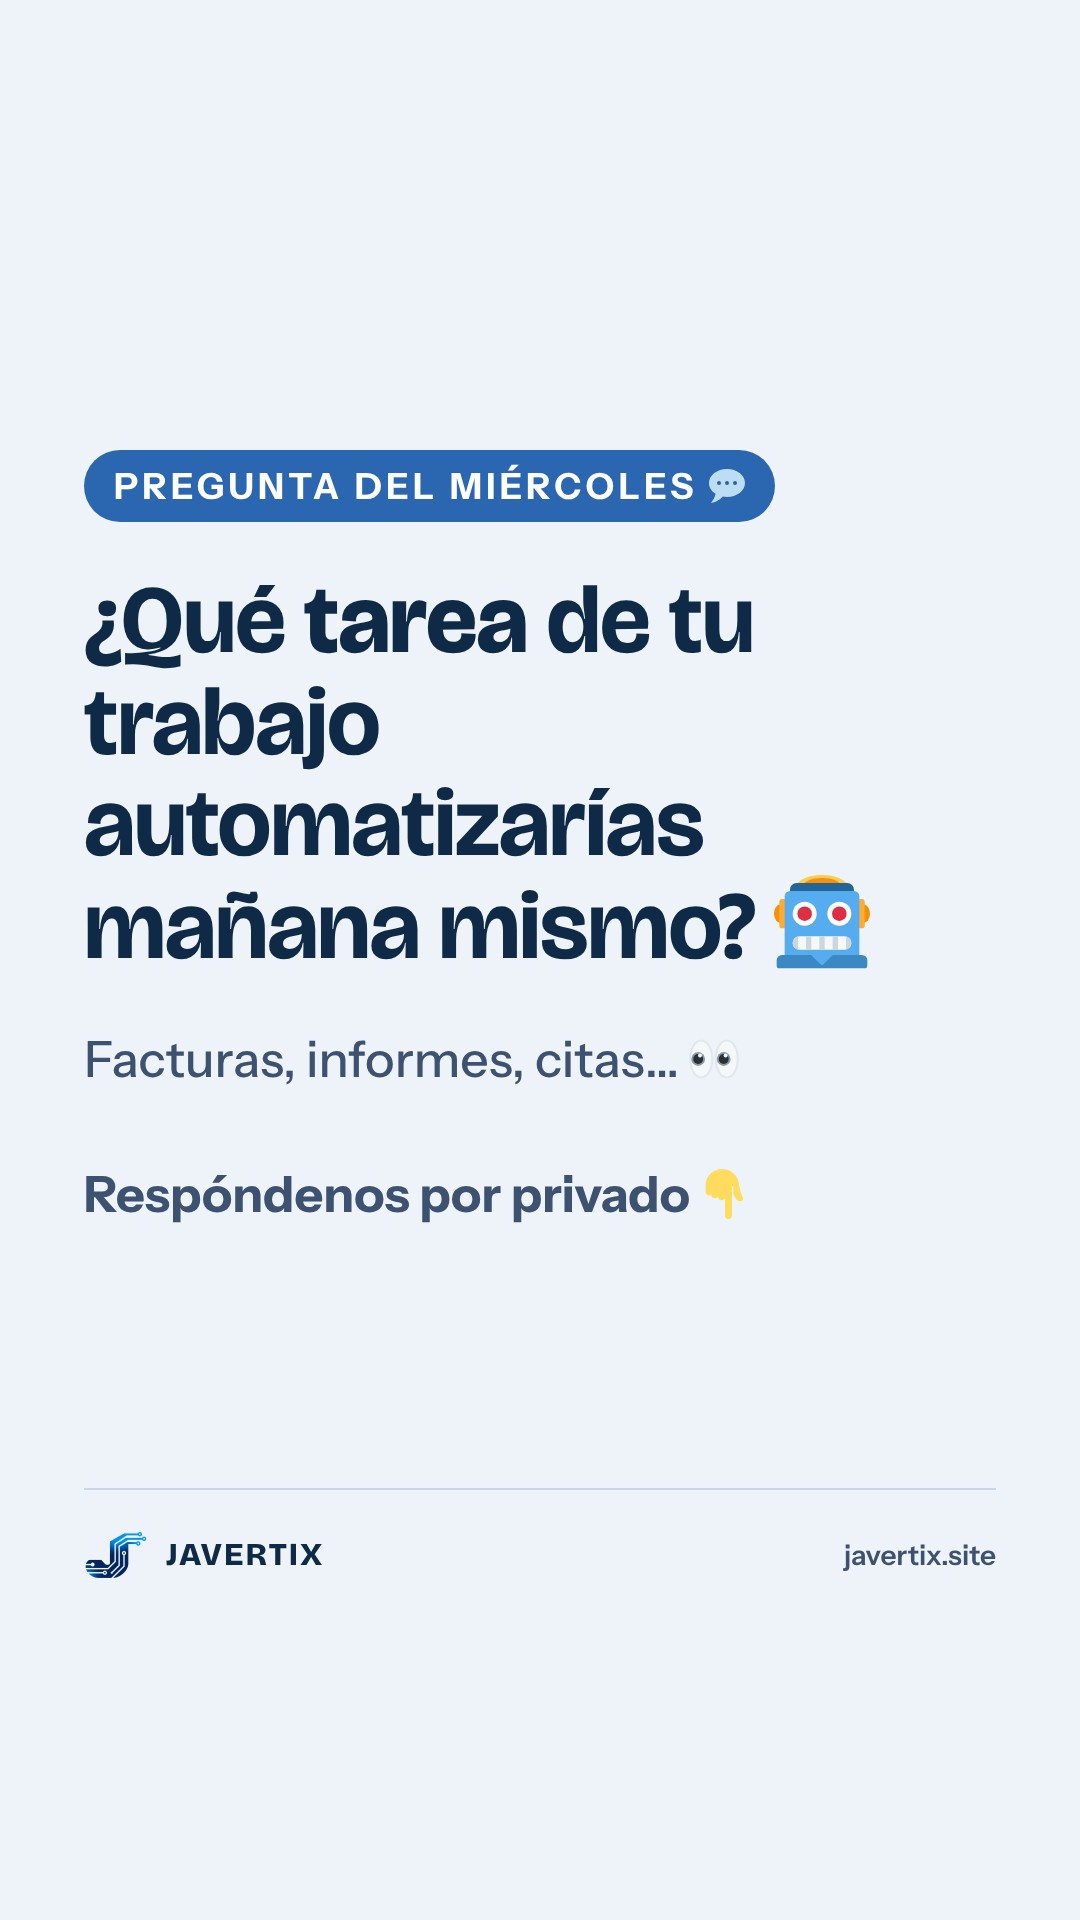 PREGUNTA DEL MIÉRCOLES 💬
¿Qué tarea de tu
trabajo
automatizarías
mañana mismo? 🤖
Facturas, informes, citas... 👀
Respóndenos por privado 👇
JAVERTIX
javertix.site